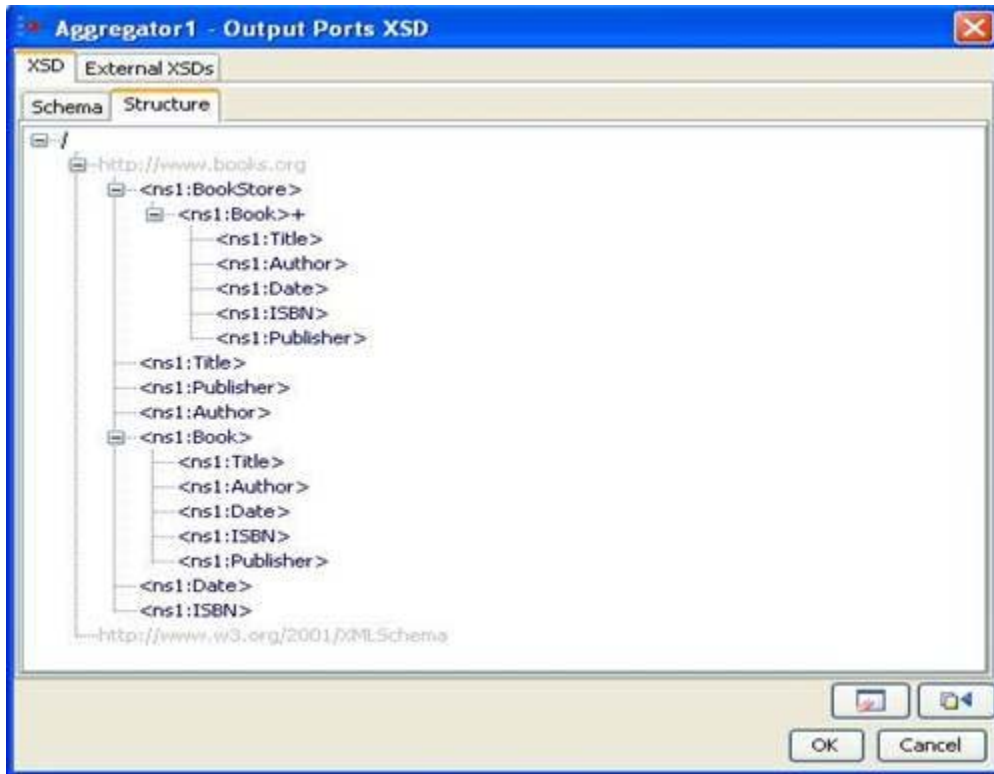 Aggregator1 - Output Ports XSD
XSD External XSDs
Schema Structure
/
http://www.books.org
<ns1:BookStore>
<ns1:Book>+
<ns1:Title>
<ns1:Author>
<ns1:Date>
<ns1:ISBN>
<ns1:Publisher>
<ns1:Title>
<ns1:Publisher>
<ns1:Author>
<ns1:Book>
<ns1:Title>
<ns1:Author>
<ns1:Date>
<ns1:ISBN>
<ns1:Publisher>
<ns1:Date>
<ns1:ISBN>
http://www.w3.org/2001/XMLSchema
OK Cancel